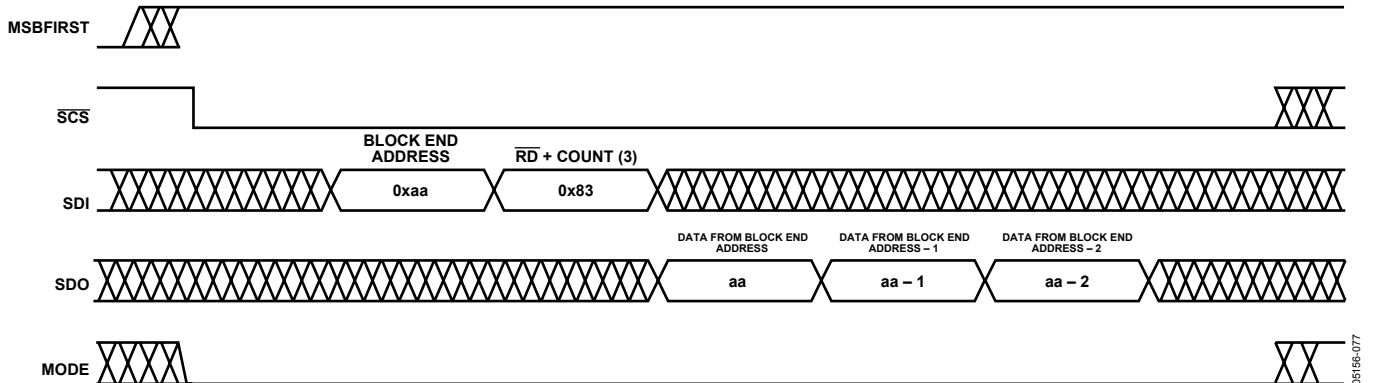 MSBFIRST
SCS
BLOCK END
ADDRESS
RD + COUNT (3)
SDI
0xaa
0x83
DATA FROM BLOCK END
ADDRESS
DATA FROM BLOCK END
ADDRESS – 1
DATA FROM BLOCK END
ADDRESS – 2
SDO
aa
aa – 1
aa – 2
MODE
05156-077